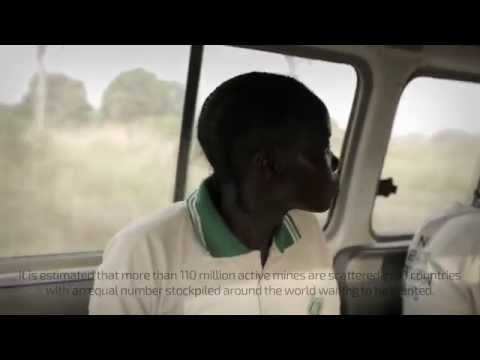 It is estimated that more than 110 million active mines are scattered in countries
with an equal number stockpiled around the world waiting to be planted.